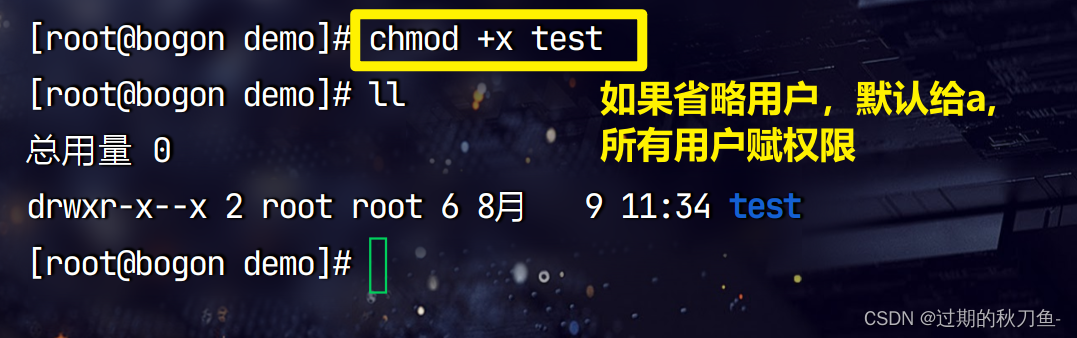 [root@bogon demo]# chmod +x test
[root@bogon demo]# ll
如果省略用户，默认给a,
所有用户赋权限
总用量 0
drwxr-x--x 2 root root 6 8月   9 11:34 test
[root@bogon demo]#
CSDN @过期的秋刀鱼-